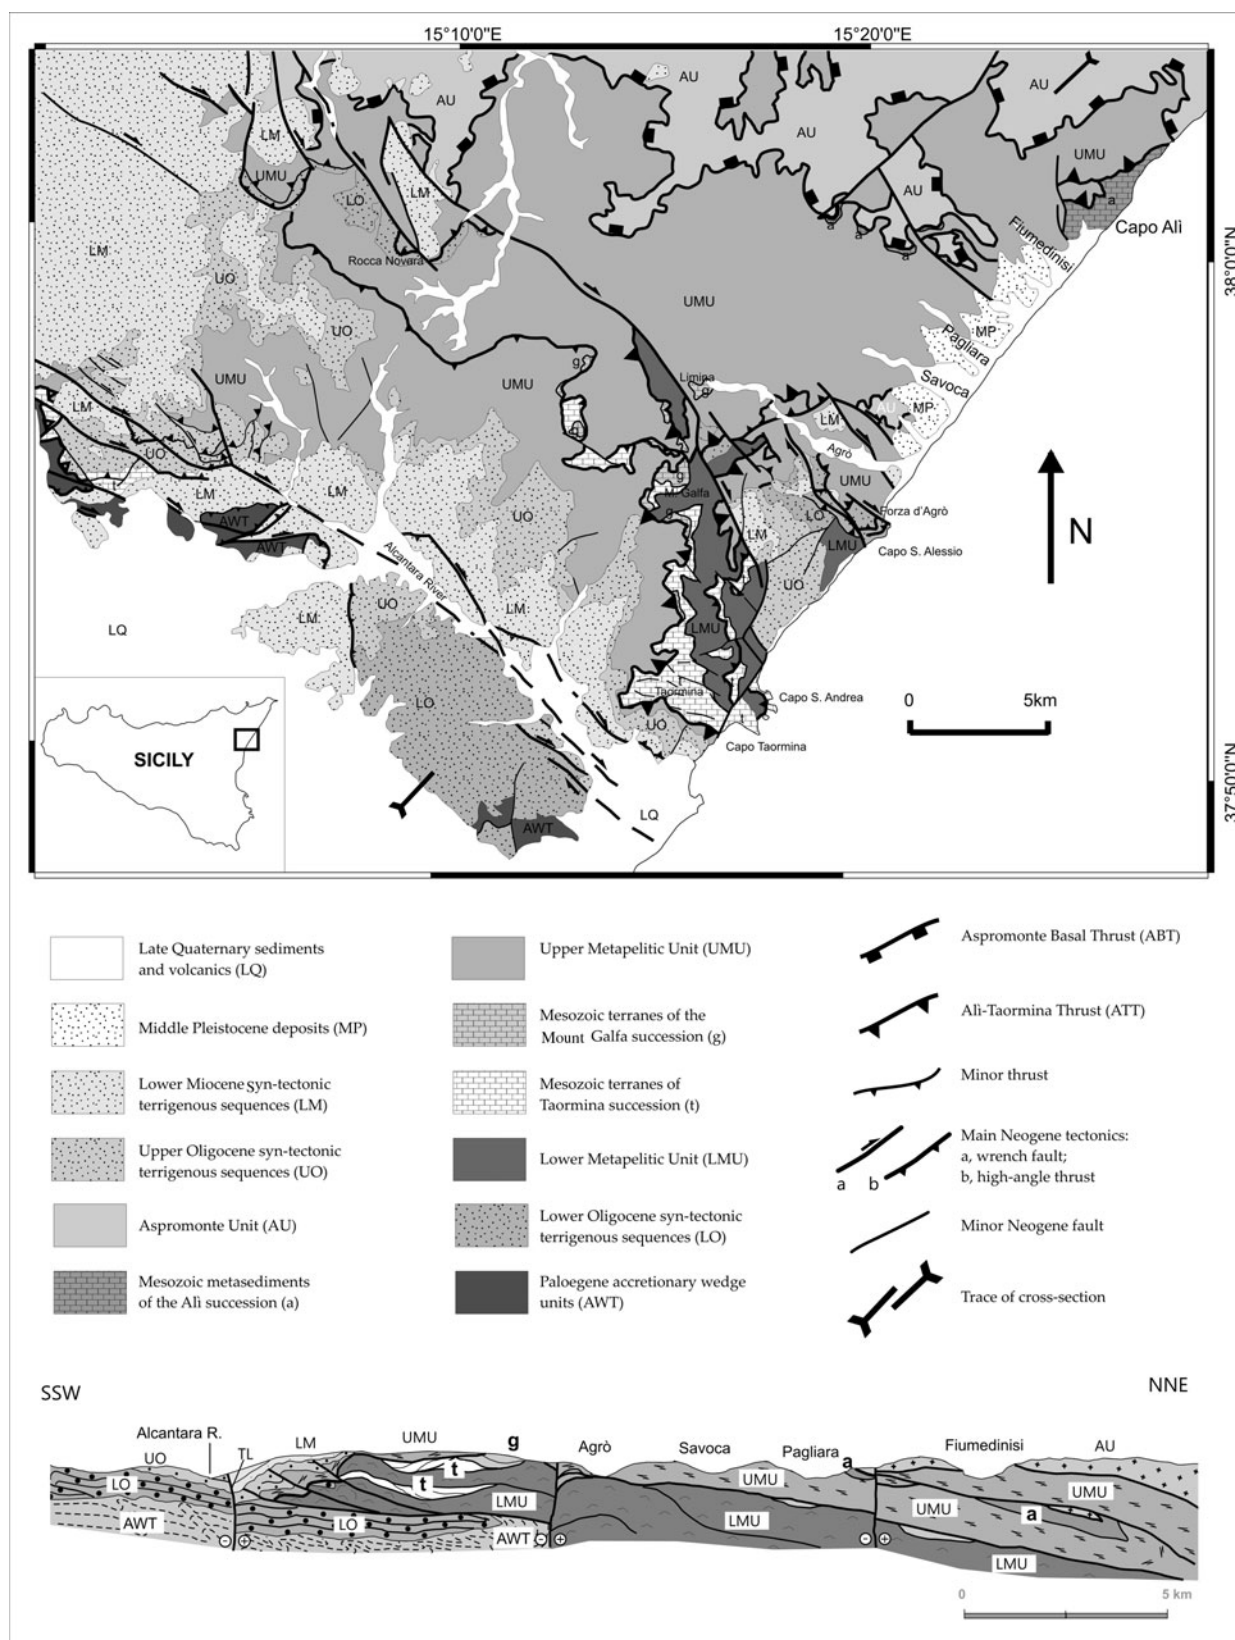 15°10'0"E
15°20'0"E
AU
AU
AU
AU
LM
UMU
LO
LM
UMU
AU
a
a
a
a
Capo Alì
Fiumedinisi
38°0'0"N
LM
Rocca Novara
UO
UO
UMU
MP
Pagliara
Savoca
g
UMU
UMU
Limina
g
AU
MP
LM
LM
g
Agrò
UO
t
LM
LM
g
M. Galfa
UMU
UO
g
LO
Forza d'Agrò
N
AWT
AWT
LM
LMU
Capo S. Alessio
Alcantara River
UO
UO
LM
LM
LQ
LMU
LO
Taormina
Capo S. Andrea
0
5km
UO
t
Capo Taormina
SICILY
37°50'0"N
LQ
AWT
Late Quaternary sediments
and volcanics (LQ)
Middle Pleistocene deposits (MP)
Lower Miocene syn-tectonic
terrigenous sequences (LM)
Upper Oligocene syn-tectonic
terrigenous sequences (UO)
Aspromonte Unit (AU)
Mesozoic metasediments
of the Alì succession (a)
Upper Metapelitic Unit (UMU)
Mesozoic terranes of the
Mount Galfa succession (g)
Mesozoic terranes of
Taormina succession (t)
Lower Metapelitic Unit (LMU)
Lower Oligocene syn-tectonic
terrigenous sequences (LO)
Paloegene accretionary wedge
units (AWT)
Aspromonte Basal Thrust (ABT)
Alì-Taormina Thrust (ATT)
Minor thrust
Main Neogene tectonics:
a, wrench fault;
b, high-angle thrust
a
b
Minor Neogene fault
Trace of cross-section
SSW
NNE
Alcantara R.
UO
TL
LM
UMU
g
Agrò
Savoca
Pagliara
a
Fiumedinisi
AU
LO
t
t
UMU
UMU
LMU
UMU
a
AWT
LO
AWT
LMU
LMU
0
5 km